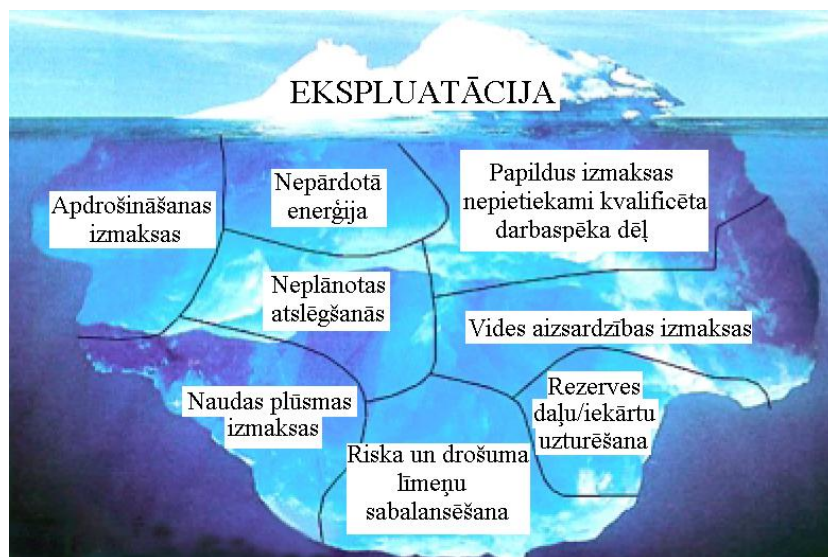 EKSPLUATĀCIJA
Apdrošināšanas
izmaksas
Nepārdotā
enerģija
Papildus izmaksas
nepietiekami kvalificēta
darbaspēka dēļ
Neplānotas
atslēgšanās
Vides aizsardzības izmaksas
Naudas plūsmas
izmaksas
Riska un drošuma
līmeņu
sabalansēšana
Rezerves
daļu/iekārtu
uzturēšana